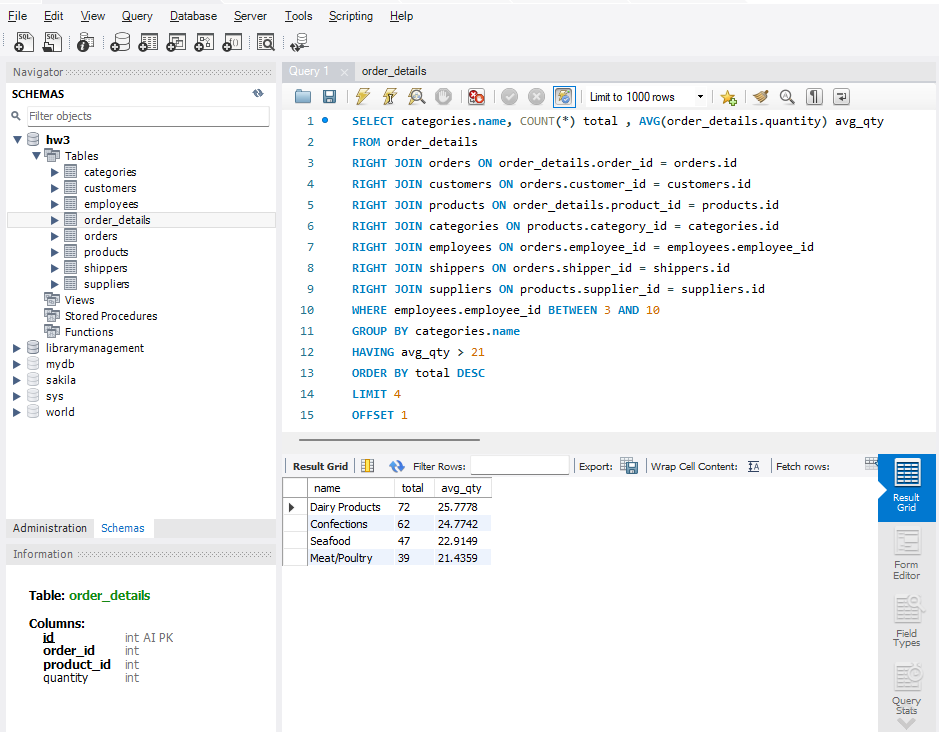 File Edit View Query Database Server Tools Scripting Help
Navigator
SCHEMAS
Filter objects
hw3
Tables
categories
customers
employees
order_details
orders
products
shippers
suppliers
Views
Stored Procedures
Functions
librarymanagement
mydb
sakila
sys
world
Administration Schemas
Information
Table: order_details
Columns:
id int AI PK
order_id int
product_id int
quantity int
Query 1 order_details
Limit to 1000 rows
1 SELECT categories.name, COUNT(*) total , AVG(order_details.quantity) avg_qty
2 FROM order_details
3 RIGHT JOIN orders ON order_details.order_id = orders.id
4 RIGHT JOIN customers ON orders.customer_id = customers.id
5 RIGHT JOIN products ON order_details.product_id = products.id
6 RIGHT JOIN categories ON products.category_id = categories.id
7 RIGHT JOIN employees ON orders.employee_id = employees.employee_id
8 RIGHT JOIN shippers ON orders.shipper_id = shippers.id
9 RIGHT JOIN suppliers ON products.supplier_id = suppliers.id
10 WHERE employees.employee_id BETWEEN 3 AND 10
11 GROUP BY categories.name
12 HAVING avg_qty > 21
13 ORDER BY total DESC
14 LIMIT 4
15 OFFSET 1
Result Grid Filter Rows: Export: Wrap Cell Content: Fetch rows:
name total avg_qty
Dairy Products 72 25.7778
Confections 62 24.7742
Seafood 47 22.9149
Meat/Poultry 39 21.4359
Result
Grid
Form
Editor
Field
Types
Query
Stats